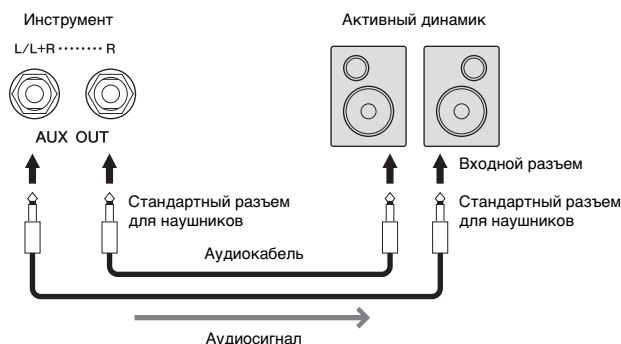 Инструмент
Активный динамик
L/L+R ········ R
AUX OUT
Входной разъем
Стандартный разъем
для наушников
Стандартный разъем
для наушников
Аудиокабель
Аудиосигнал